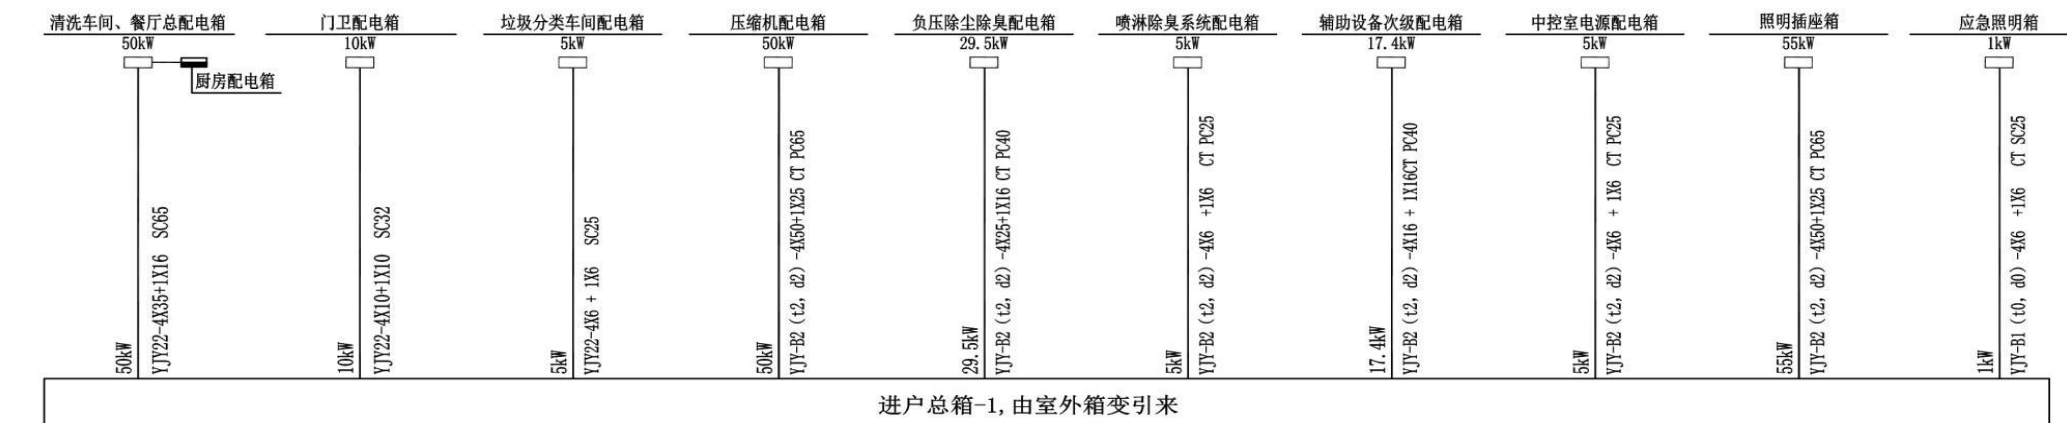 清洗车间、餐厅总配电箱
50kW
厨房配电箱
50kW
YJY22-4X35+1X16 SC65
门卫配电箱
10kW
10kW
YJY22-4X10+1X10 SC32
垃圾分类车间配电箱
5kW
5kW
YJY22-4X6 + 1X6 SC25
压缩机配电箱
50kW
50kW
YJY-B2 (t2, d2) -4X50+1X25 CT PC65
负压除尘除臭配电箱
29.5kW
29.5kW
YJY-B2 (t2, d2) -4X25+1X16 CT PC40
喷淋除臭系统配电箱
5kW
5kW
YJY-B2 (t2, d2) -4X6 +1X6 CT PC25
辅助设备次级配电箱
17.4kW
17.4kW
YJY-B2 (t2, d2) -4X16 + 1X16CT PC40
中控室电源配电箱
5kW
5kW
YJY-B2 (t2, d2) -4X6 + 1X6 CT PC25
照明插座箱
55kW
55kW
YJY-B2 (t2, d2) -4X50+1X25 CT PC65
应急照明箱
1kW
1kW
YJY-B1 (t0, d0) -4X6 +1X6 CT SC25
进户总箱-1,由室外箱变引来